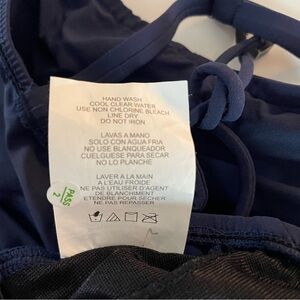 HAND WASH
COOL CLEAR WATER
USE NON CHLORINE BLEACH
LINE DRY
DO NOT IRON
LAVAS A MANO
SOLO CON AGUA FRIA
NO USE BLANQUEADOR
CUELGUESE PARA SECAR
NO LO PLANCHE
LAVER A LA MAIN
A L'EAU FROIDE
NE PAS UTILISER D'AGENT
DE BLANCHIMENT
ETENDRE POUR SECHER
NE PAS REPASSER
PASS
2